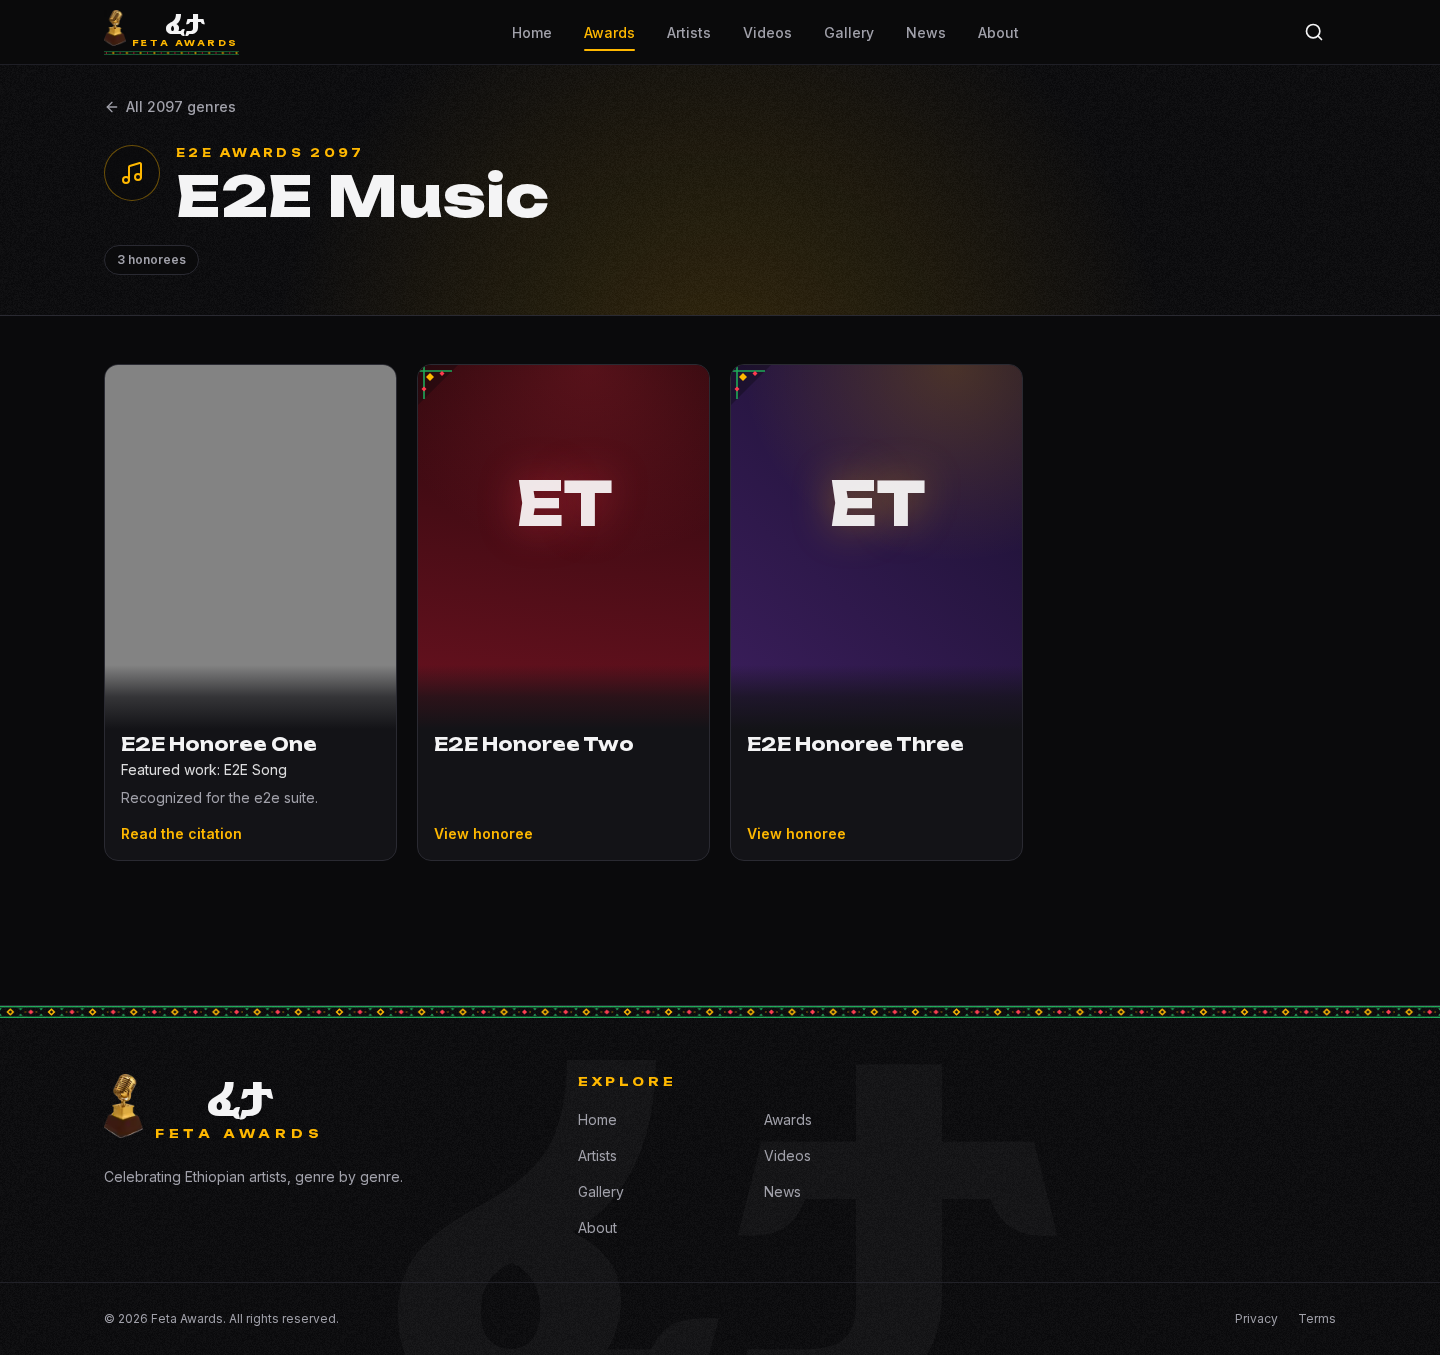 ፈታ
FETA AWARDS
Home Awards Artists Videos Gallery News About
All 2097 genres
E2E AWARDS 2097
E2E Music
3 honorees
ET
ET
E2E Honoree One
Featured work: E2E Song
Recognized for the e2e suite.
Read the citation
E2E Honoree Two
View honoree
E2E Honoree Three
View honoree
ፈታ
FETA AWARDS
Celebrating Ethiopian artists, genre by genre.
EXPLORE
Home Awards
Artists Videos
Gallery News
About
ፈታ
© 2026 Feta Awards. All rights reserved.
Privacy Terms